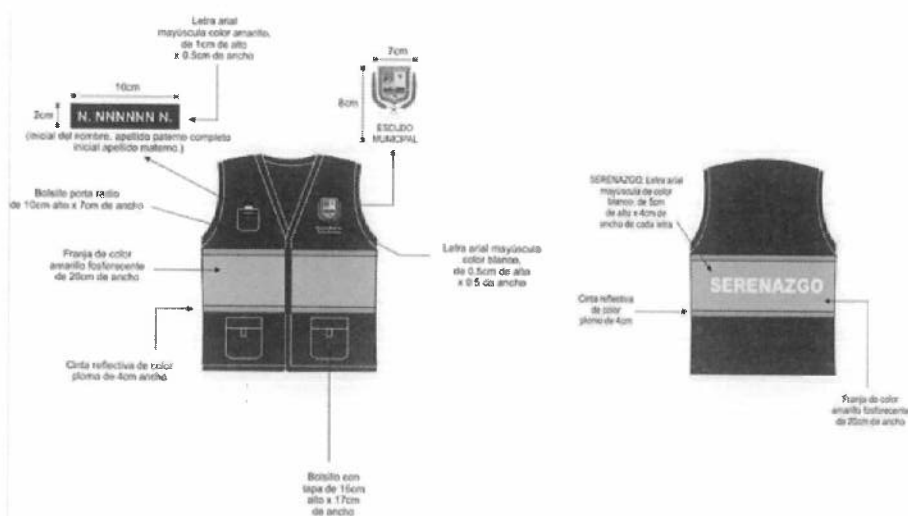 Letra arial
mayúscula color amarillo,
de 1cm de alto
x 0.5cm de ancho
10cm
2cm
N. NNNNNN N.
(inicial del nombre, apellido paterno completo
inicial apellido materno.)
7cm
8cm
ESCUDO
MUNICIPAL
Bolsillo porta radio
de 10cm alto x 7cm de ancho
Franja de color
amarillo fosforecente
de 20cm de ancho
Cinta reflectiva de color
plomo de 4cm ancho
Letra arial mayúscula
color blanco,
de 0.5cm de alto
x 0.5 de ancho
Bolsillo con
tapa de 16cm
alto x 17cm
de ancho
SERENAZGO: Letra arial
mayúscula de color
blanco; de 5cm
de alto x 4cm de
ancho de cada letra
SERENAZGO
Cinta reflectiva
de color
plomo de 4cm
Franja de color
amarillo fosforecente
de 20cm de ancho